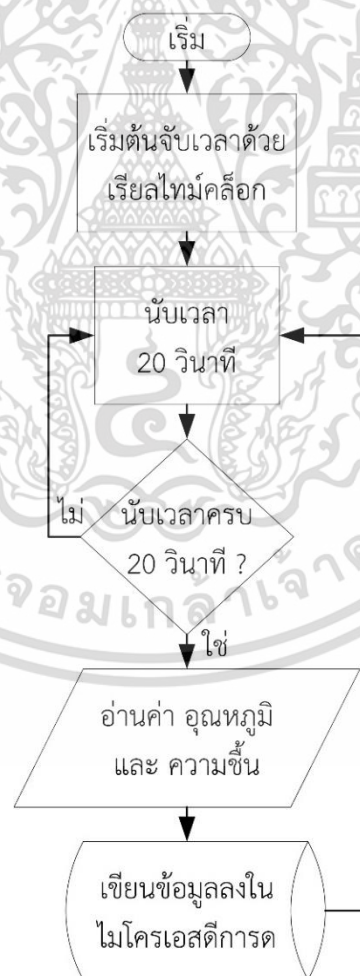 เริ่ม
เริ่มต้นจับเวลาด้วย
เรียลไทม์คล็อก
นับเวลา
20 วินาที
ไม่
นับเวลาครบ
20 วินาที ?
ใช่
อ่านค่า อุณหภูมิ
และ ความชื้น
เขียนข้อมูลลงใน
ไมโครเอสดีการด